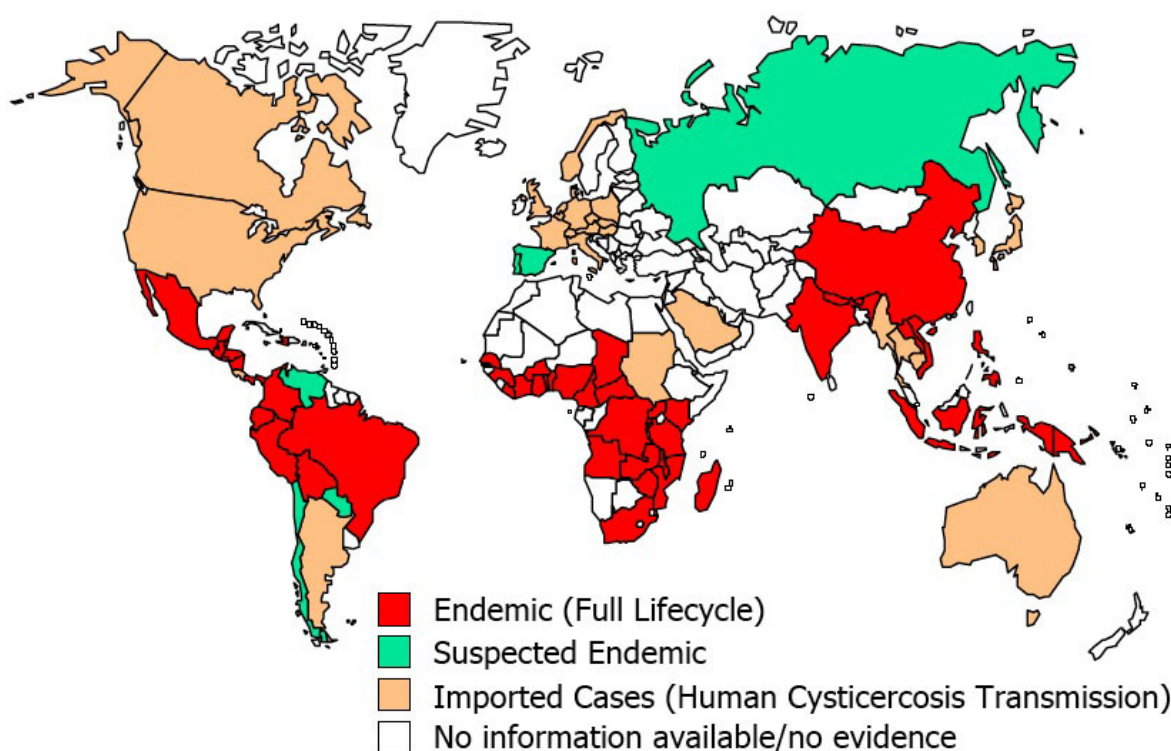 Endemic (Full Lifecycle)
Suspected Endemic
Imported Cases (Human Cysticercosis Transmission)
No information available/no evidence